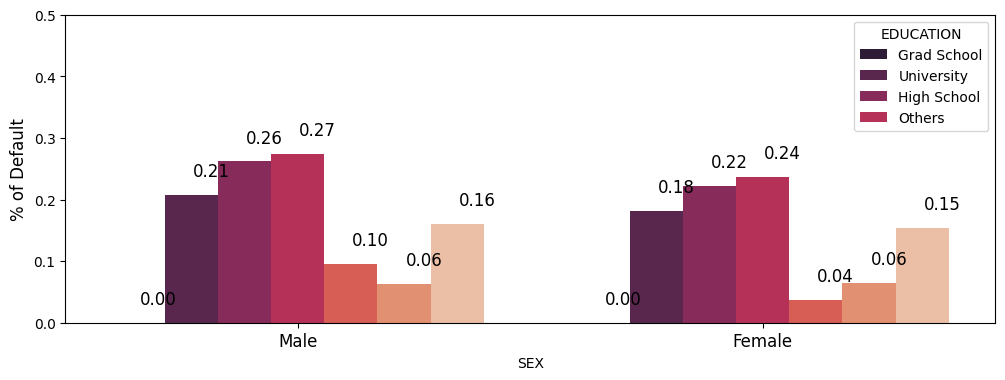 0.5
0.4
0.3
0.2
0.1
0.0
% of Default
EDUCATION
Grad School
University
High School
Others
0.00
0.21
0.26
0.27
0.10
0.06
0.16
0.00
0.18
0.22
0.24
0.04
0.06
0.15
Male
Female
SEX